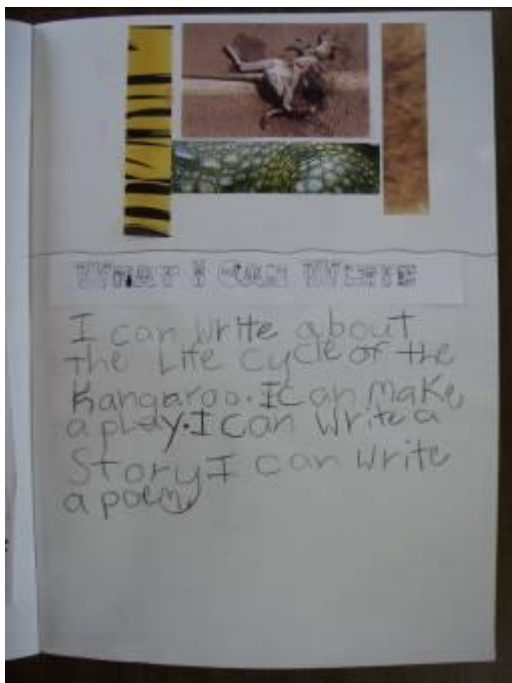 What I can Write
I can write about
the Life cycle of the
Kangaroo. I can make
a play. I can write a
Story I can write
a poem